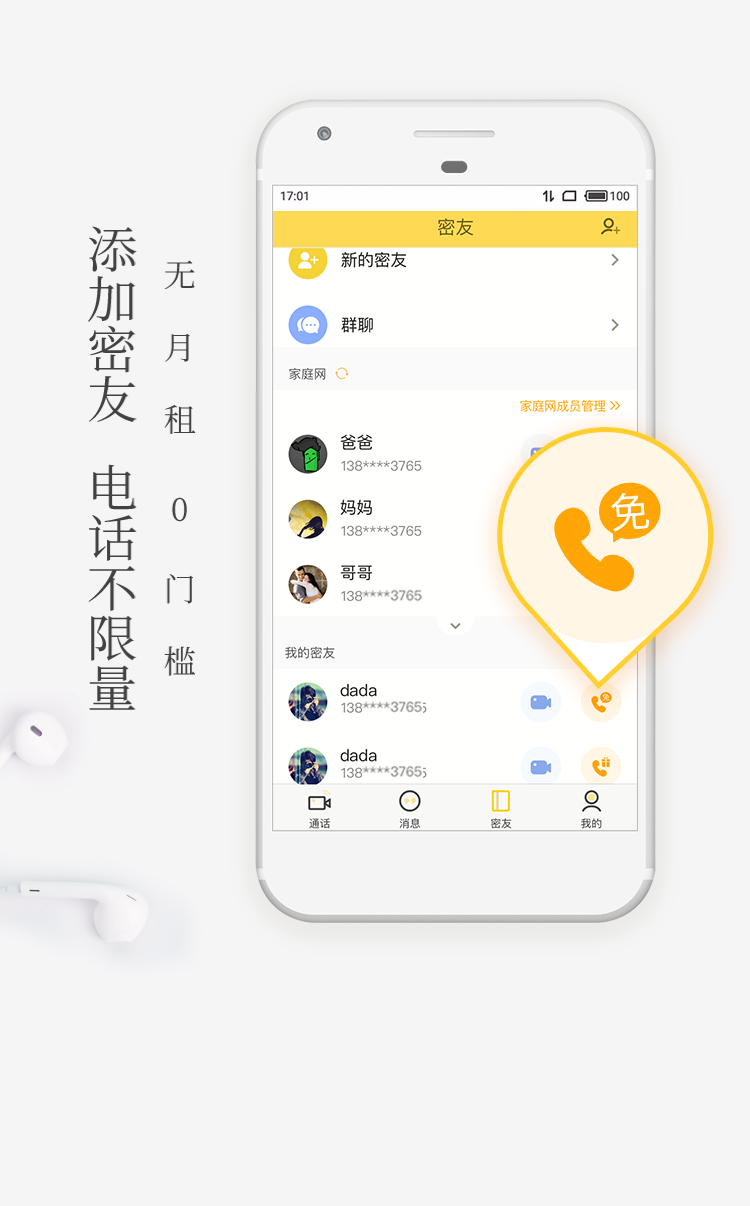 添加密友 电话不限量
无月租 0门槛
17:01
100
密友
新的密友
群聊
家庭网
家庭网成员管理
爸爸
138****3765
妈妈
138****3765
哥哥
138****3765
免
我的密友
dada
138****3765
免
dada
138****3765
通话
消息
密友
我的